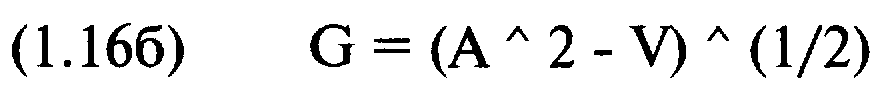 (1.16б) G = (A ^ 2 - V) ^ (1/2)